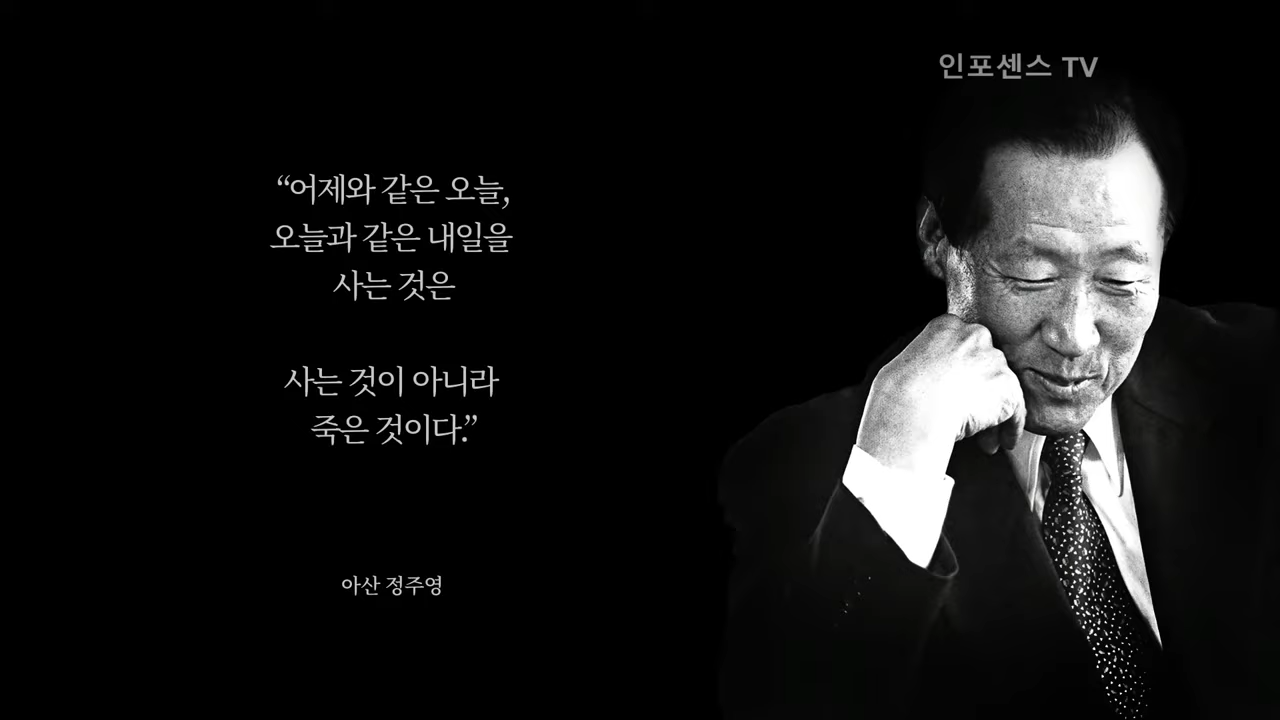 인포센스 TV
“어제와 같은 오늘,
오늘과 같은 내일을
사는 것은
사는 것이 아니라
죽은 것이다.”
아산 정주영